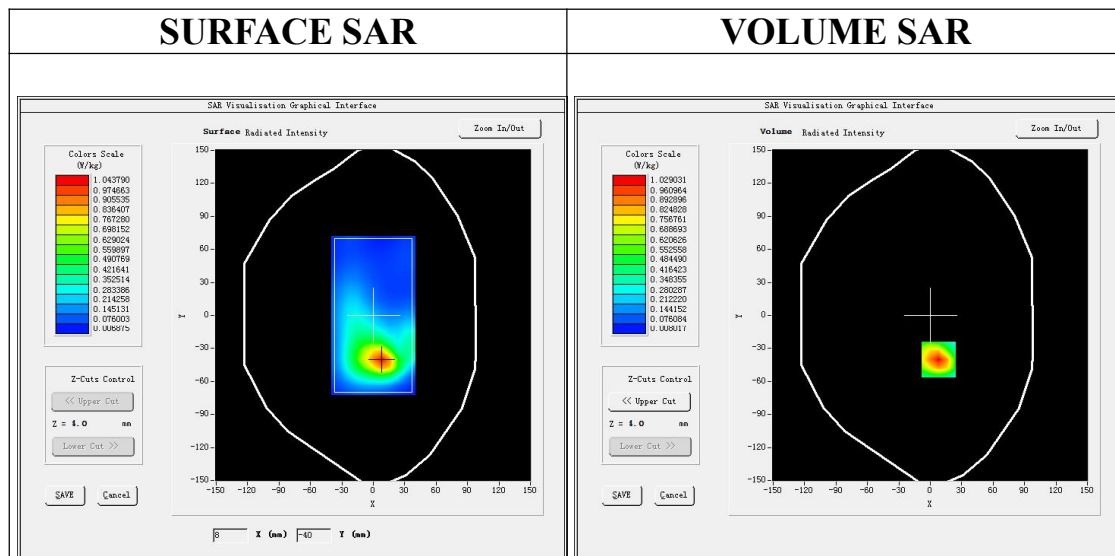 SURFACE SAR
VOLUME SAR
SAR Visualisation Graphical Interface
Surface Radiated Intensity
Zoom In/Out
Colors Scale
(W/kg)
1.043790
0.974663
0.905535
0.836407
0.767280
0.698152
0.629024
0.559897
0.490769
0.421641
0.352514
0.283386
0.214258
0.145131
0.076003
0.006875
150
120
90
60
30
0
-30
-60
-90
-120
-150
Y
-150 -120 -90 -60 -30 0 30 60 90 120 150
X
Z-Cuts Control
<< Upper Cut
Z = 4.0 mm
Lower Cut >>
SAVE Cancel
8 X (mm) -40 Y (mm)
SAR Visualisation Graphical Interface
Volume Radiated Intensity
Zoom In/Out
Colors Scale
(W/kg)
1.029031
0.960964
0.892896
0.824828
0.756761
0.688693
0.620626
0.552558
0.484490
0.416423
0.348355
0.280287
0.212220
0.144152
0.076084
0.008017
150
120
90
60
30
0
-30
-60
-90
-120
-150
Y
-150 -120 -90 -60 -30 0 30 60 90 120 150
X
Z-Cuts Control
<< Upper Cut
Z = 4.0 mm
Lower Cut >>
SAVE Cancel